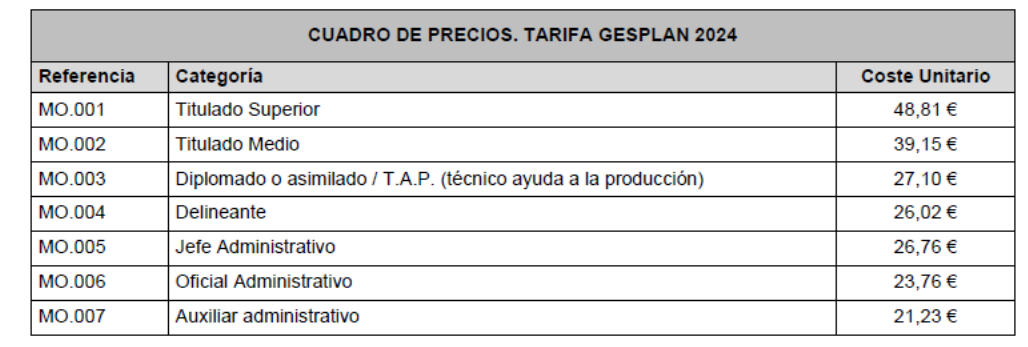 CUADRO DE PRECIOS. TARIFA GESPLAN 2024
Referencia Categoría Coste Unitario
MO.001 Titulado Superior 48,81 €
MO.002 Titulado Medio 39,15 €
MO.003 Diplomado o asimilado / T.A.P. (técnico ayuda a la producción) 27,10 €
MO.004 Delineante 26,02 €
MO.005 Jefe Administrativo 26,76 €
MO.006 Oficial Administrativo 23,76 €
MO.007 Auxiliar administrativo 21,23 €